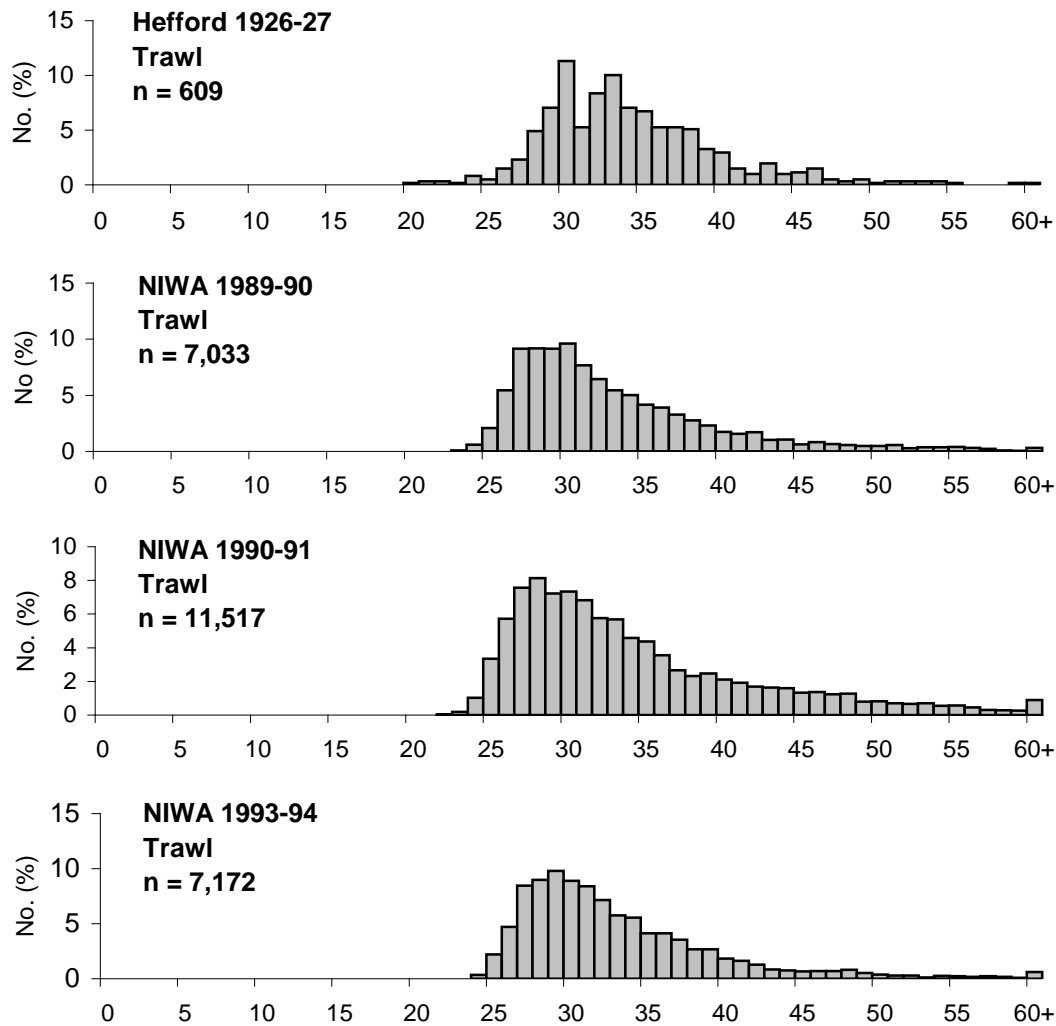 Hefford 1926-27
Trawl
n = 609
No. (%)
15
10
5
0
0 5 10 15 20 25 30 35 40 45 50 55 60+
NIWA 1989-90
Trawl
n = 7,033
No (%)
15
10
5
0
0 5 10 15 20 25 30 35 40 45 50 55 60+
NIWA 1990-91
Trawl
n = 11,517
No. (%)
10
8
6
4
2
0
0 5 10 15 20 25 30 35 40 45 50 55 60+
NIWA 1993-94
Trawl
n = 7,172
No. (%)
15
10
5
0
0 5 10 15 20 25 30 35 40 45 50 55 60+